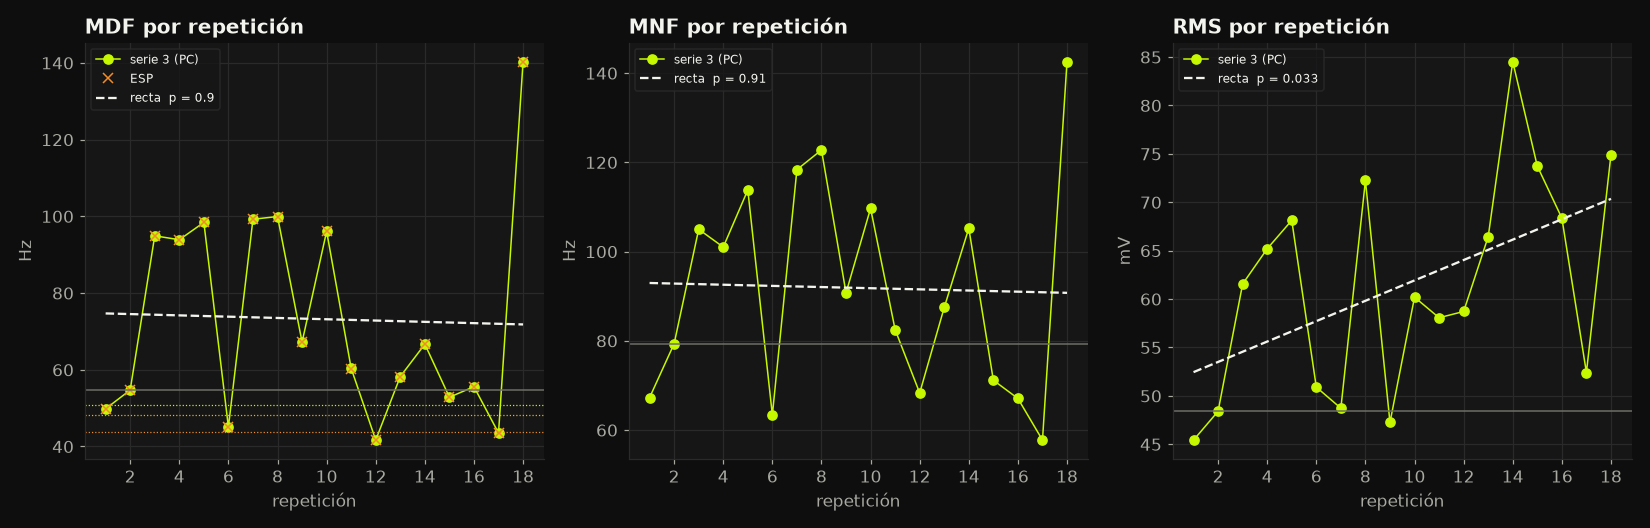 MDF por repetición
serie 3 (PC)
ESP
recta p = 0.9
140
120
100
80
60
40
Hz
2 4 6 8 10 12 14 16 18
repetición
MNF por repetición
serie 3 (PC)
recta p = 0.91
140
120
100
80
60
Hz
2 4 6 8 10 12 14 16 18
repetición
RMS por repetición
serie 3 (PC)
recta p = 0.033
85
80
75
70
65
60
55
50
45
mV
2 4 6 8 10 12 14 16 18
repetición